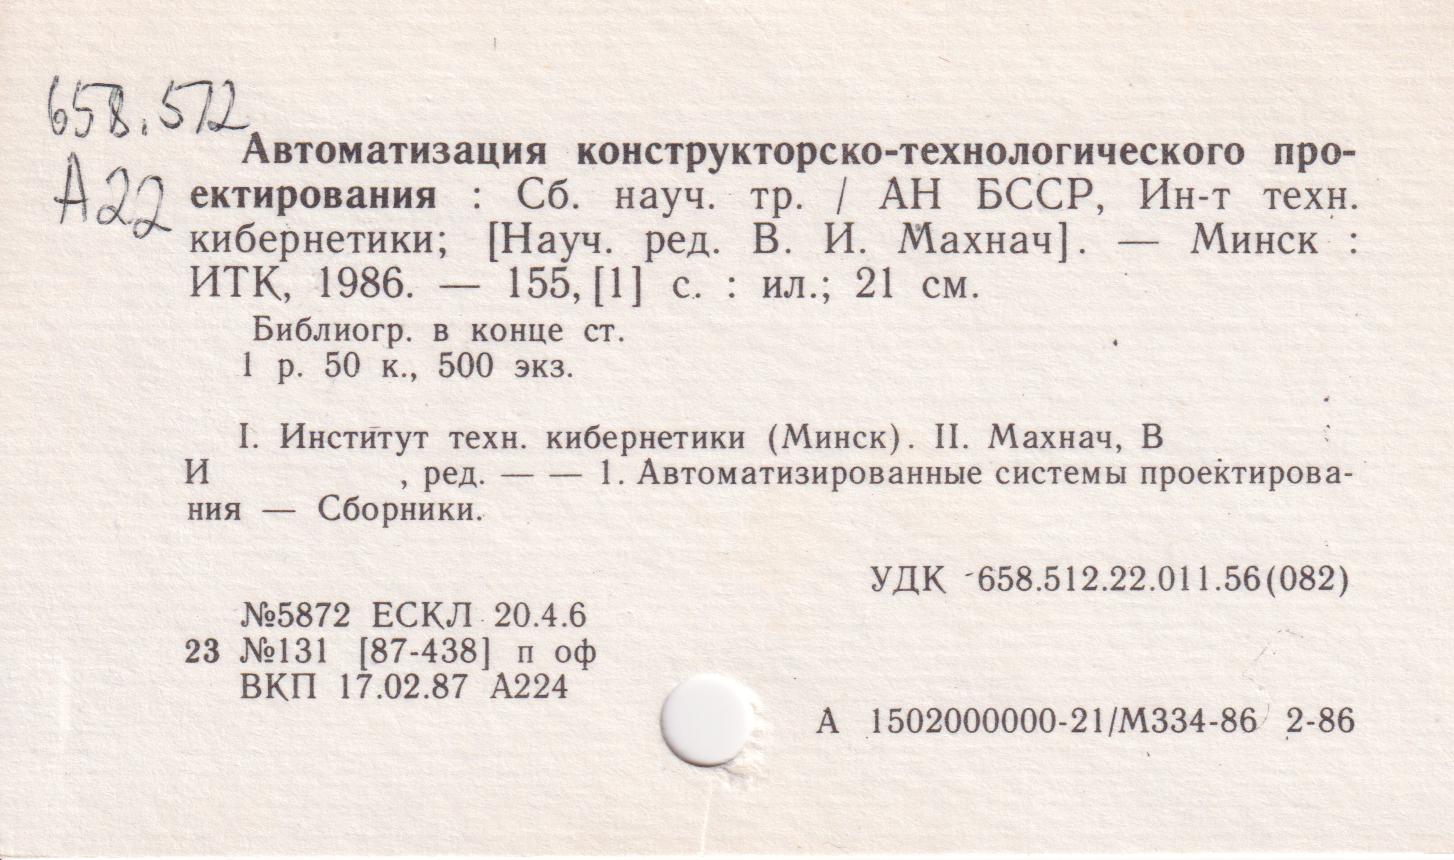 658.512
Автоматизация конструкторско-технологического про-
А22
ектирования : Сб. науч. тр. / АН БССР, Ин-т техн.
кибернетики; [Науч. ред. В. И. Махнач]. — Минск :
ИТК, 1986. — 155, [1] с. : ил.; 21 см.
Библиогр. в конце ст.
1 р. 50 к., 500 экз.
I. Институт техн. кибернетики (Минск). II. Махнач, В
И , ред. — — 1. Автоматизированные системы проектирова-
ния — Сборники.
УДК 658.512.22.011.56(082)
№5872 ЕСКЛ 20.4.6
23 №131 [87-438] п оф
ВКП 17.02.87 А224
А 1502000000-21/М334-86 2-86